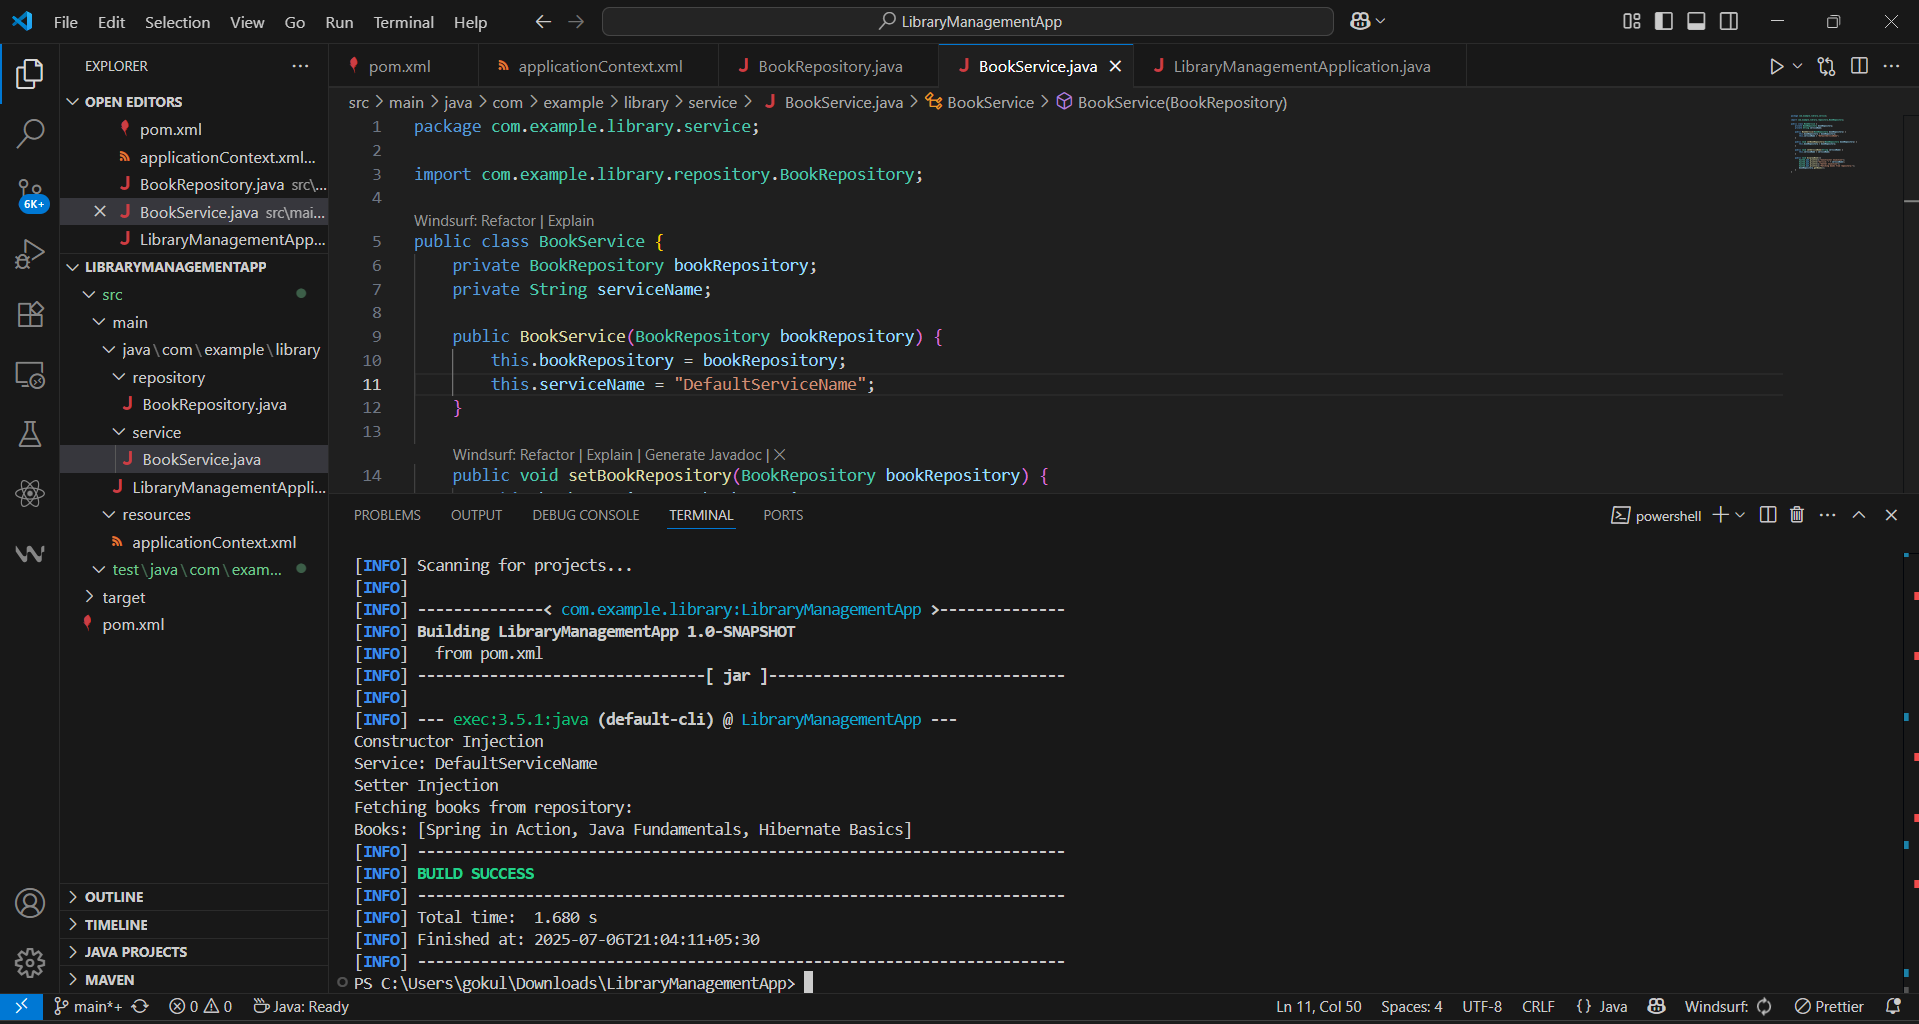 File Edit Selection View Go Run Terminal Help
LibraryManagementApp
EXPLORER
OPEN EDITORS
pom.xml
applicationContext.xml...
BookRepository.java src\...
BookService.java src\mai...
LibraryManagementApp...
LIBRARYMANAGEMENTAPP
src
main
java\com\example\library
repository
BookRepository.java
service
BookService.java
LibraryManagementAppli...
resources
applicationContext.xml
test\java\com\exam...
target
pom.xml
OUTLINE
TIMELINE
JAVA PROJECTS
MAVEN
6K+
pom.xml applicationContext.xml BookRepository.java BookService.java LibraryManagementApplication.java
src > main > java > com > example > library > service > BookService.java > BookService > BookService(BookRepository)
1 package com.example.library.service;
2
3 import com.example.library.repository.BookRepository;
4
Windsurf: Refactor | Explain
5 public class BookService {
6 private BookRepository bookRepository;
7 private String serviceName;
8
9 public BookService(BookRepository bookRepository) {
10 this.bookRepository = bookRepository;
11 this.serviceName = "DefaultServiceName";
12 }
13
Windsurf: Refactor | Explain | Generate Javadoc | ×
14 public void setBookRepository(BookRepository bookRepository) {
PROBLEMS OUTPUT DEBUG CONSOLE TERMINAL PORTS
powershell
[INFO] Scanning for projects...
[INFO]
[INFO] --------------< com.example.library:LibraryManagementApp >--------------
[INFO] Building LibraryManagementApp 1.0-SNAPSHOT
[INFO] from pom.xml
[INFO] --------------------------------[ jar ]---------------------------------
[INFO]
[INFO] --- exec:3.5.1:java (default-cli) @ LibraryManagementApp ---
Constructor Injection
Service: DefaultServiceName
Setter Injection
Fetching books from repository:
Books: [Spring in Action, Java Fundamentals, Hibernate Basics]
[INFO] ------------------------------------------------------------------------
[INFO] BUILD SUCCESS
[INFO] ------------------------------------------------------------------------
[INFO] Total time:  1.680 s
[INFO] Finished at: 2025-07-06T21:04:11+05:30
[INFO] ------------------------------------------------------------------------
PS C:\Users\gokul\Downloads\LibraryManagementApp>
main*+ 0 0 Java: Ready Ln 11, Col 50 Spaces: 4 UTF-8 CRLF {} Java Windsurf: Prettier